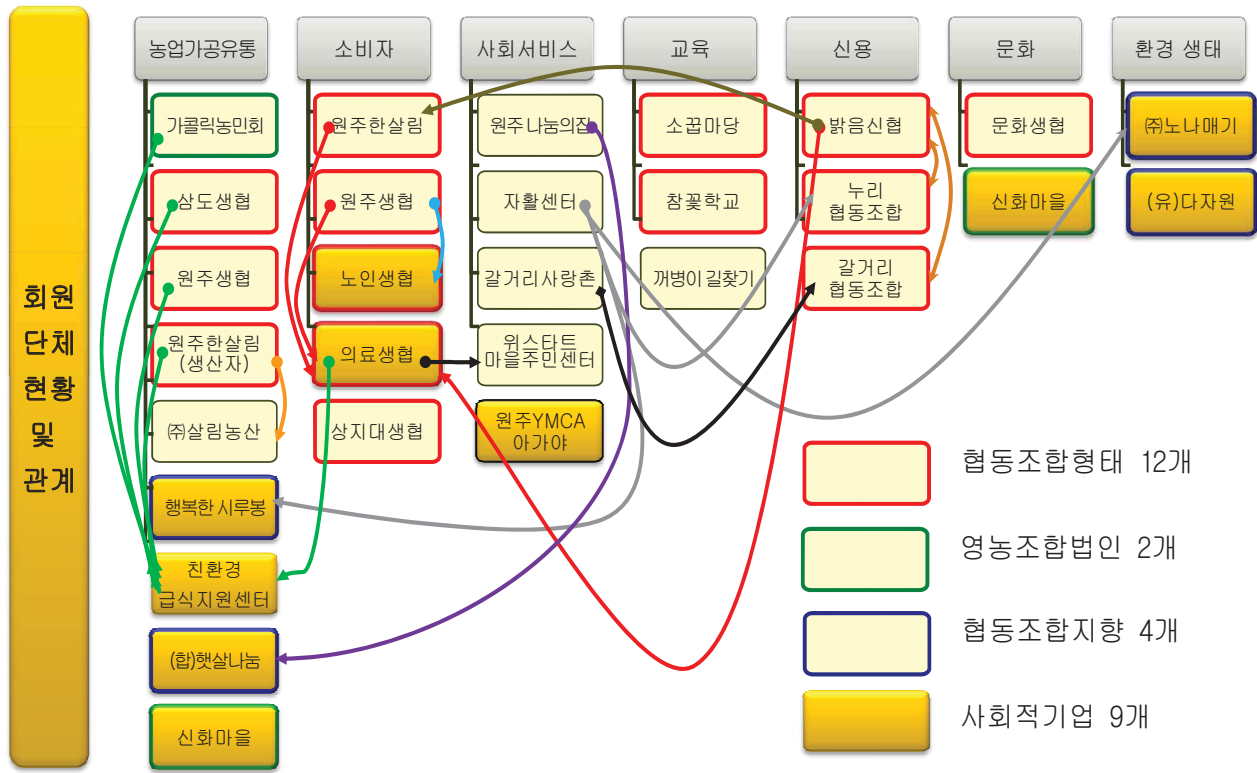 회원
단체
현황
및
관계
농업가공유통
가콜릭농민회
삼도생협
원주생협
원주한살림
(생산자)
㈜살림농산
행복한 시루봉
친환경
급식지원센터
(합)햇살나눔
신화마을
소비자
원주한살림
원주생협
노인생협
의료생협
상지대생협
사회서비스
원주 나눔의집
자활센터
갈거리사랑촌
위스타트
마을주민센터
원주YMCA
아가야
교육
소꿉마당
참꽃학교
깨병이 길찾기
신용
밝음신협
누리
협동조합
갈거리
협동조합
문화
문화생협
신화마을
환경 생태
㈜노나매기
(유)다자원
협동조합형태 12개
영농조합법인 2개
협동조합지향 4개
사회적기업 9개